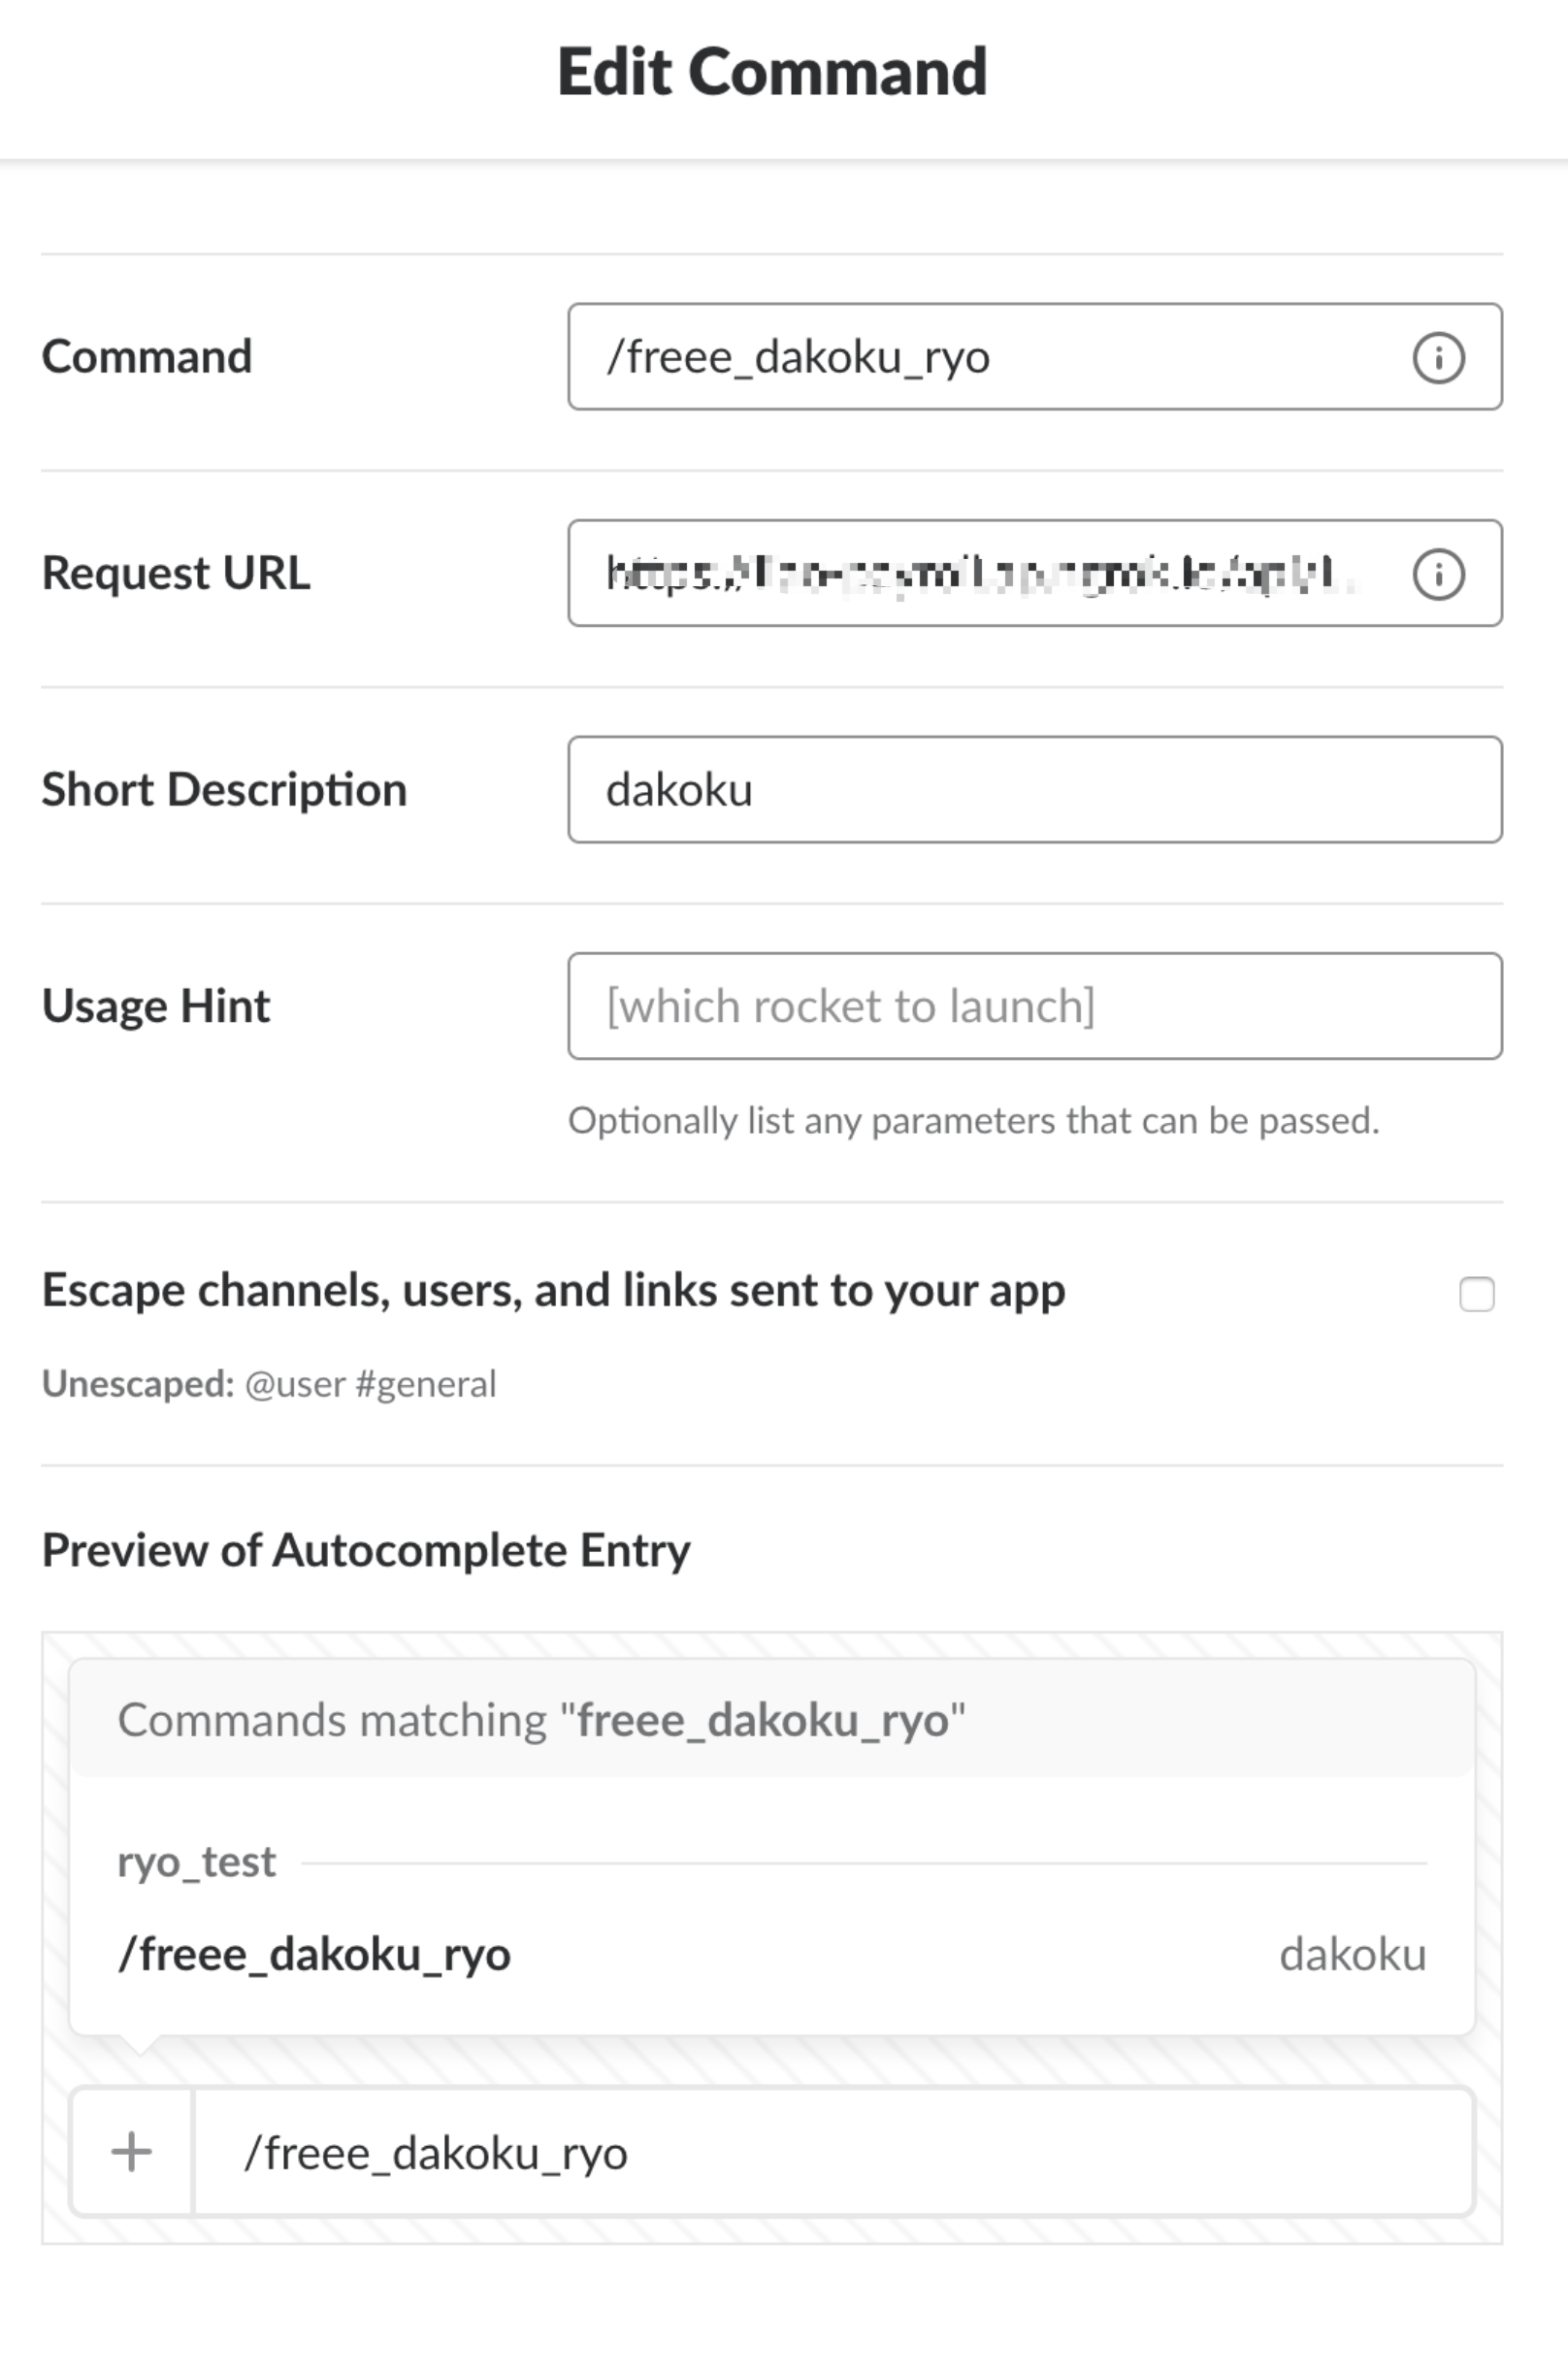 Edit Command
Command
/freee_dakoku_ryo
Request URL
Short Description
dakoku
Usage Hint
[which rocket to launch]
Optionally list any parameters that can be passed.
Escape channels, users, and links sent to your app
Unescaped: @user #general
Preview of Autocomplete Entry
Commands matching "freee_dakoku_ryo"
ryo_test
/freee_dakoku_ryo dakoku
/freee_dakoku_ryo